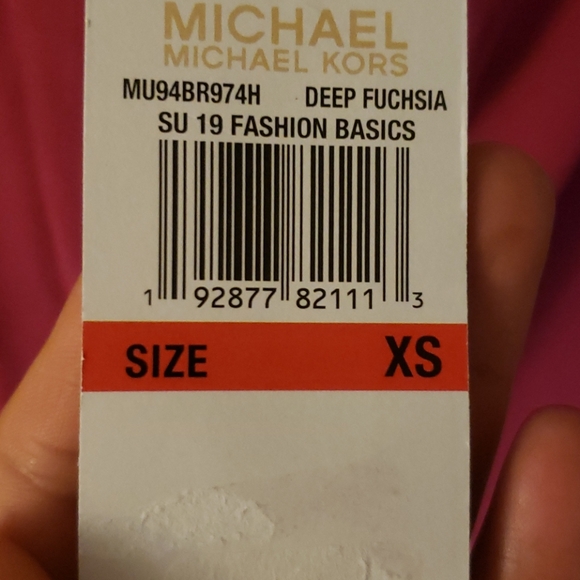 MICHAEL
MICHAEL KORS
MU94BR974H DEEP FUCHSIA
SU 19 FASHION BASICS
1 92877 82111 3
SIZE XS